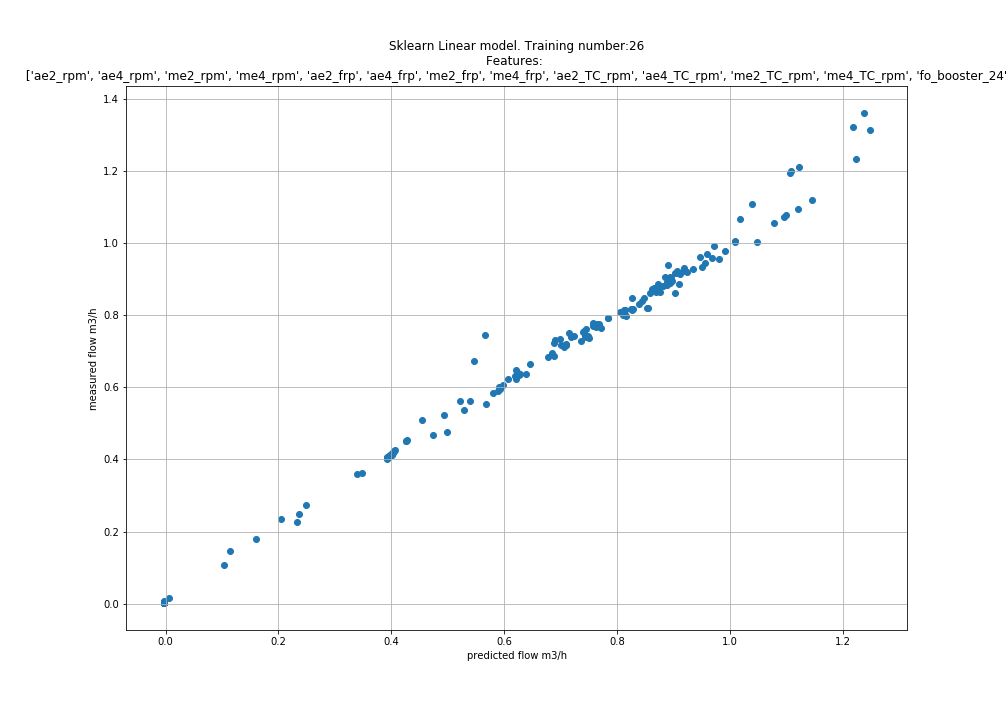 Sklearn Linear model. Training number:26
Features:
['ae2_rpm', 'ae4_rpm', 'me2_rpm', 'me4_rpm', 'ae2_frp', 'ae4_frp', 'me2_frp', 'me4_frp', 'ae2_TC_rpm', 'ae4_TC_rpm', 'me2_TC_rpm', 'me4_TC_rpm', 'fo_booster_24'
1.4
1.2
1.0
0.8
0.6
0.4
0.2
0.0
measured flow m3/h
0.0 0.2 0.4 0.6 0.8 1.0 1.2
predicted flow m3/h